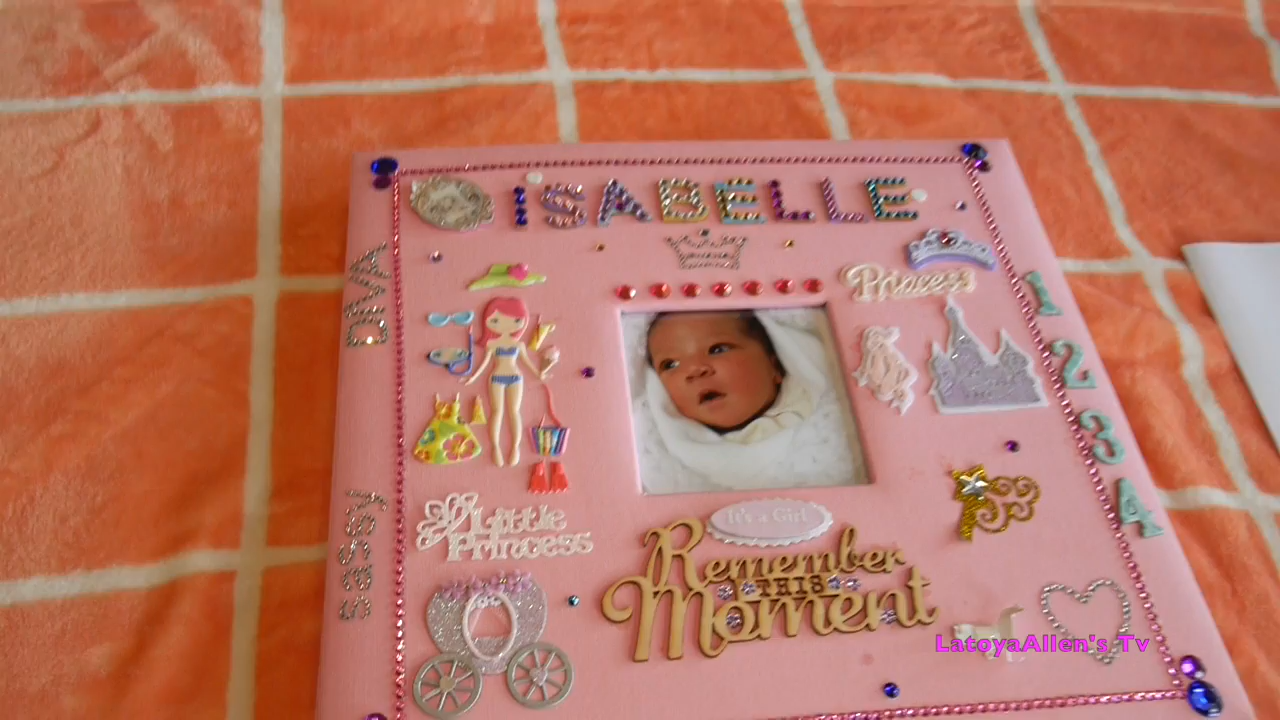 ISABELLE
DIVA
Princess
1
2
3
4
sassy
Little
Princess
It's a Girl
Remember
THIS
Moment
LatoyaAllen's Tv